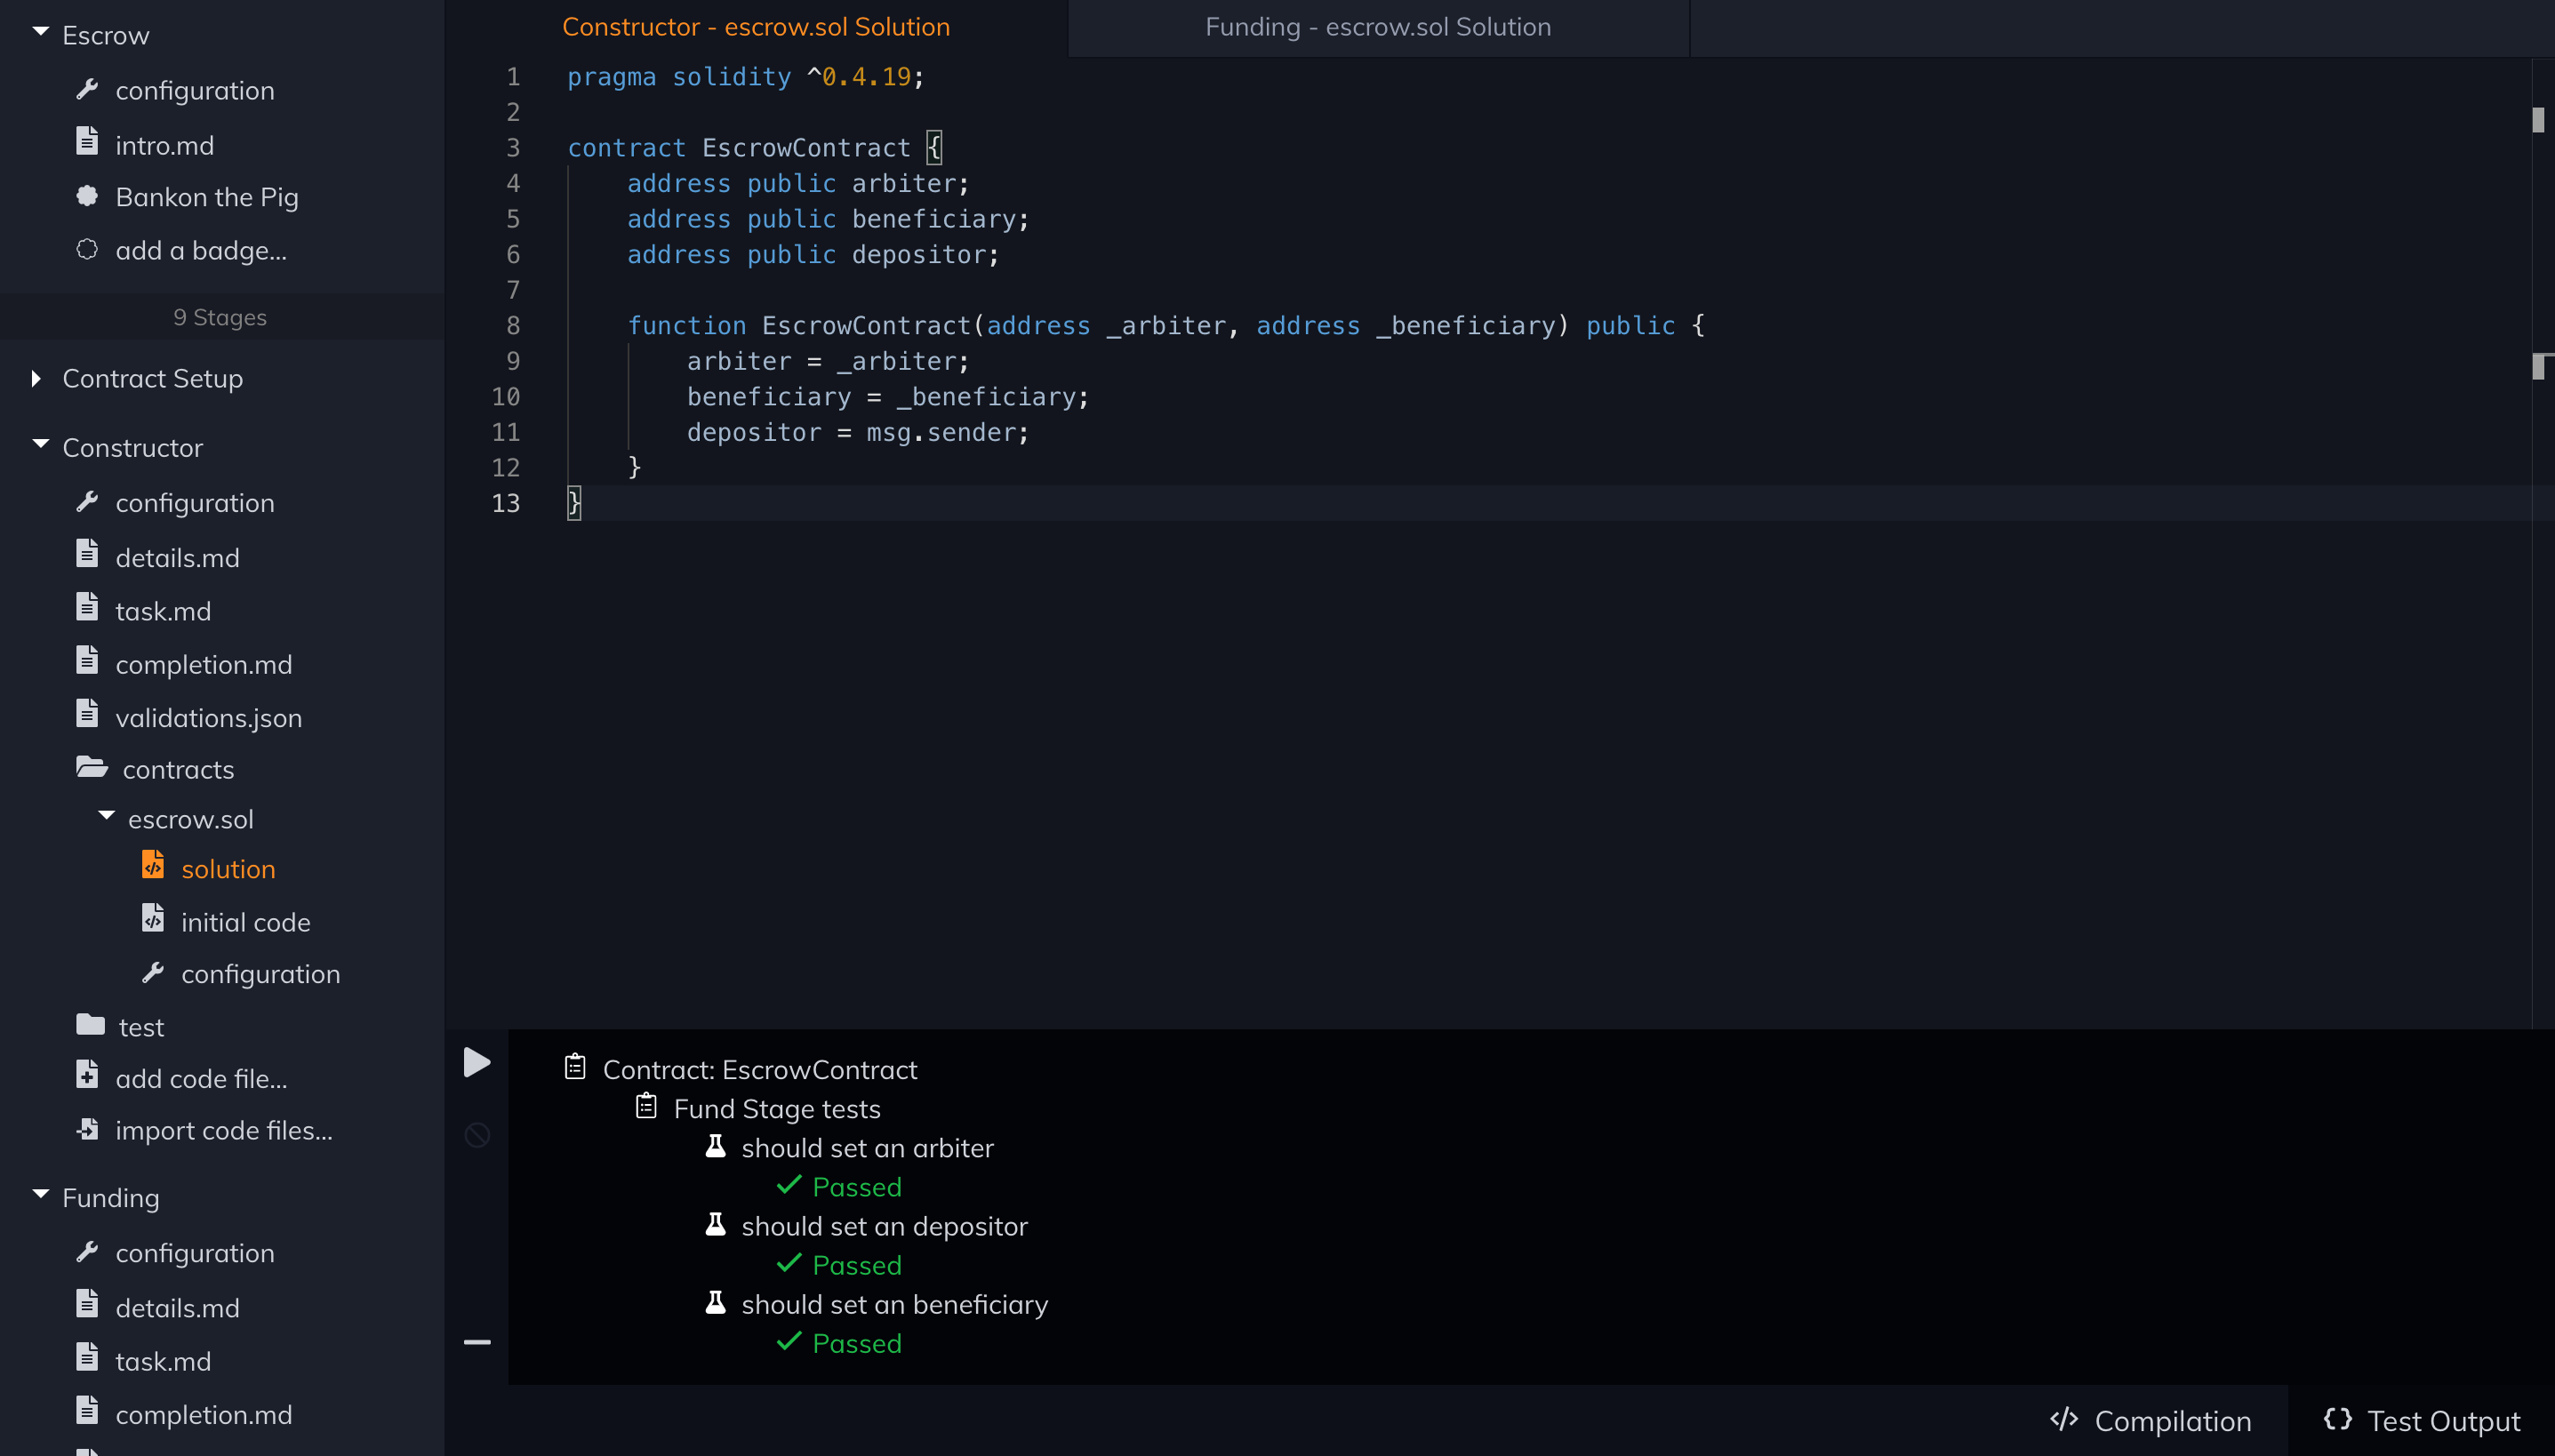 Escrow
configuration
intro.md
Bankon the Pig
add a badge...
9 Stages
Contract Setup
Constructor
configuration
details.md
task.md
completion.md
validations.json
contracts
escrow.sol
solution
initial code
configuration
test
add code file...
import code files...
Funding
configuration
details.md
task.md
completion.md
Constructor - escrow.sol Solution
Funding - escrow.sol Solution
1 pragma solidity ^0.4.19;
2
3 contract EscrowContract {
4     address public arbiter;
5     address public beneficiary;
6     address public depositor;
7
8     function EscrowContract(address _arbiter, address _beneficiary) public {
9         arbiter = _arbiter;
10         beneficiary = _beneficiary;
11         depositor = msg.sender;
12     }
13 }
Contract: EscrowContract
Fund Stage tests
should set an arbiter
Passed
should set an depositor
Passed
should set an beneficiary
Passed
</> Compilation
{} Test Output